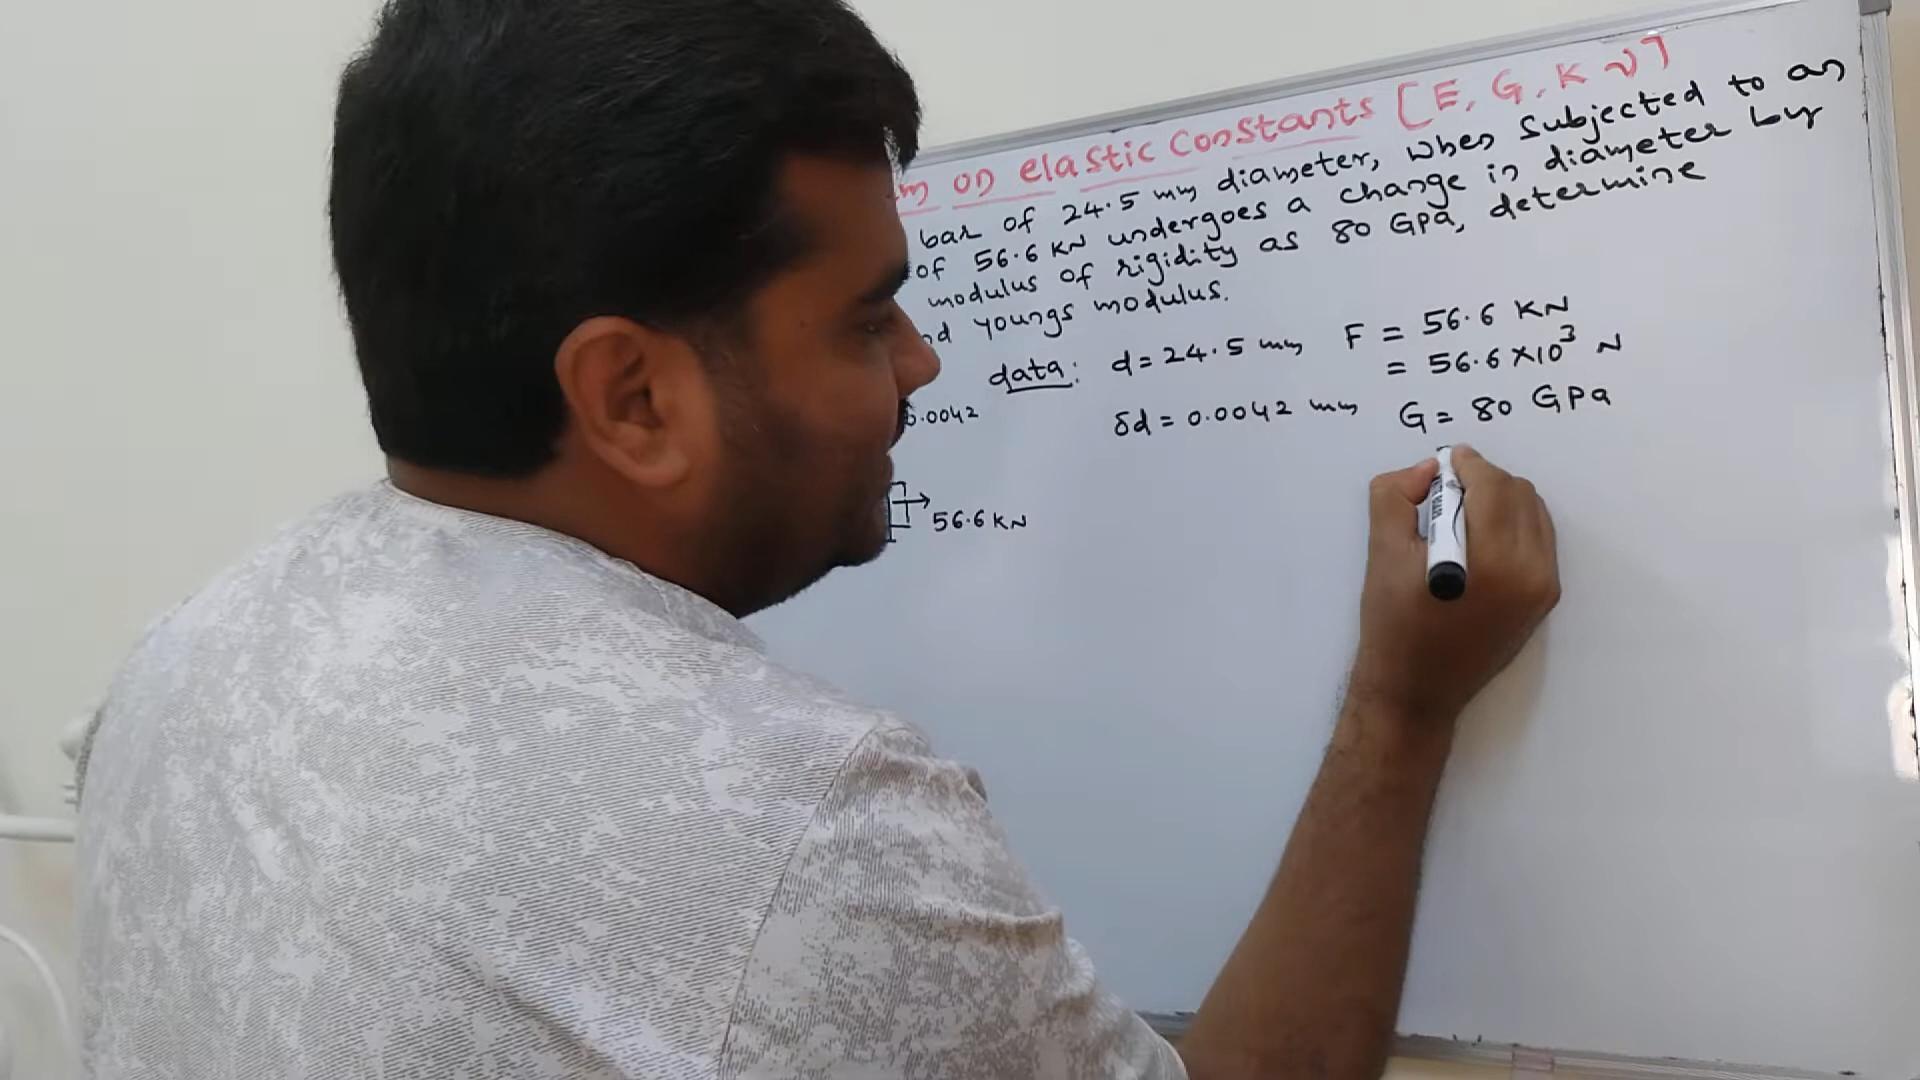 on elastic constants [E, G, K ν]
bar of 24.5 mm diameter, when subjected to an
of 56.6 KN undergoes a change in diameter by
modulus of rigidity as 80 GPa, determine
youngs modulus.
data: d = 24.5 mm F = 56.6 KN
= 56.6 ×10³ N
0.0042 δd = 0.0042 mm G = 80 GPa
56.6 KN